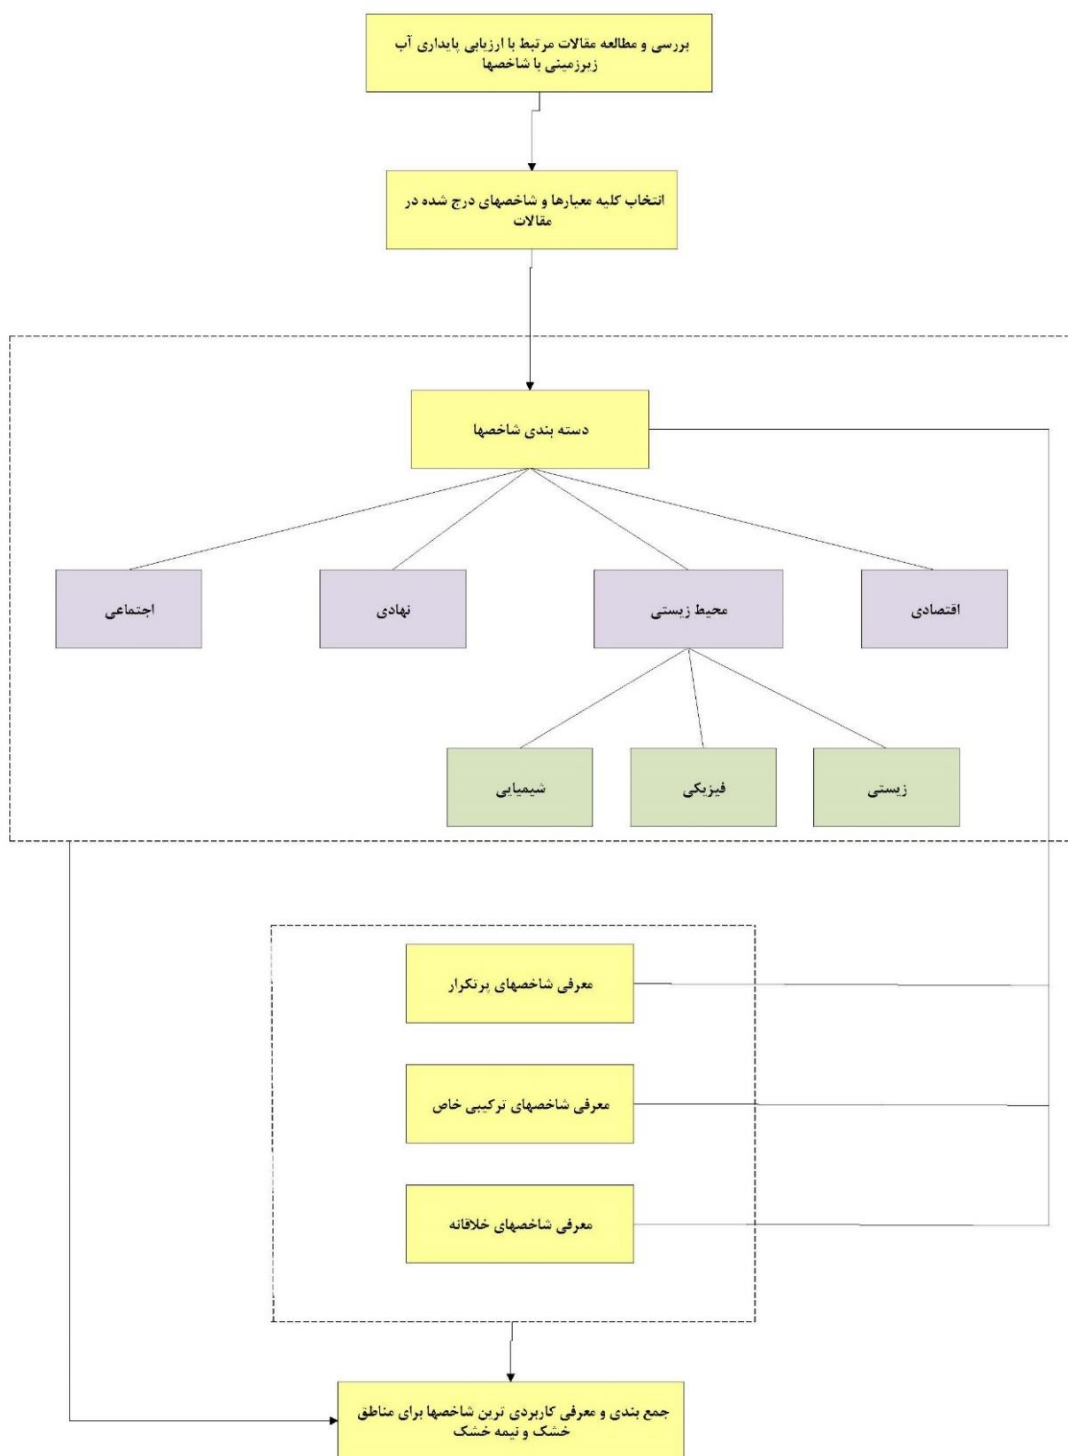 بررسی و مطالعه مقالات مرتبط با ارزیابی پایداری آب
زیرزمینی با شاخصها
انتخاب کلیه معیارها و شاخصهای درج شده در
مقالات
دسته بندی شاخصها
اقتصادی
محیط زیستی
نهادی
اجتماعی
زیستی
فیزیکی
شیمیایی
معرفی شاخصهای پرتکرار
معرفی شاخصهای ترکیبی خاص
معرفی شاخصهای خلاقانه
جمع بندی و معرفی کاربردی ترین شاخصها برای مناطق
خشک و نیمه خشک